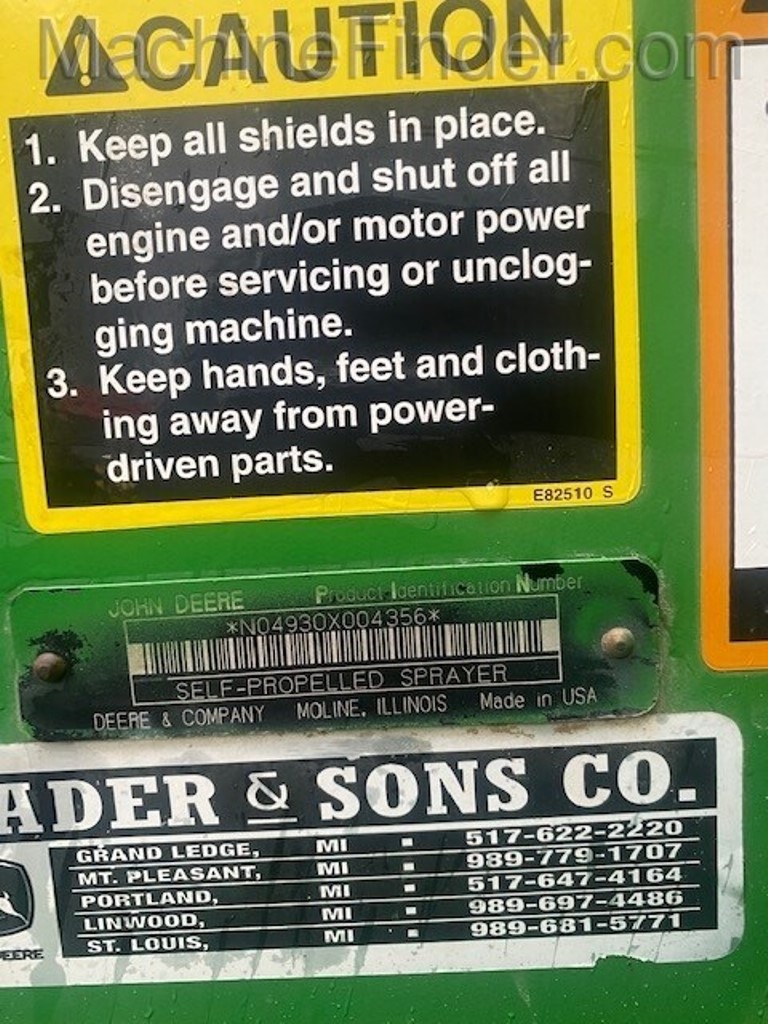 MachineFinder.com
CAUTION
1. Keep all shields in place.
2. Disengage and shut off all
engine and/or motor power
before servicing or unclog-
ging machine.
3. Keep hands, feet and cloth-
ing away from power-
driven parts.
E82510 S
JOHN DEERE Product Identification Number
*N04930X004356*
SELF-PROPELLED SPRAYER
DEERE & COMPANY MOLINE, ILLINOIS Made in USA
ADER & SONS CO.
GRAND LEDGE, MI - 517-622-2220
MT. PLEASANT, MI - 989-779-1707
PORTLAND, MI - 517-647-4164
LINWOOD, MI - 989-697-4486
ST. LOUIS, MI - 989-681-5771
EERE